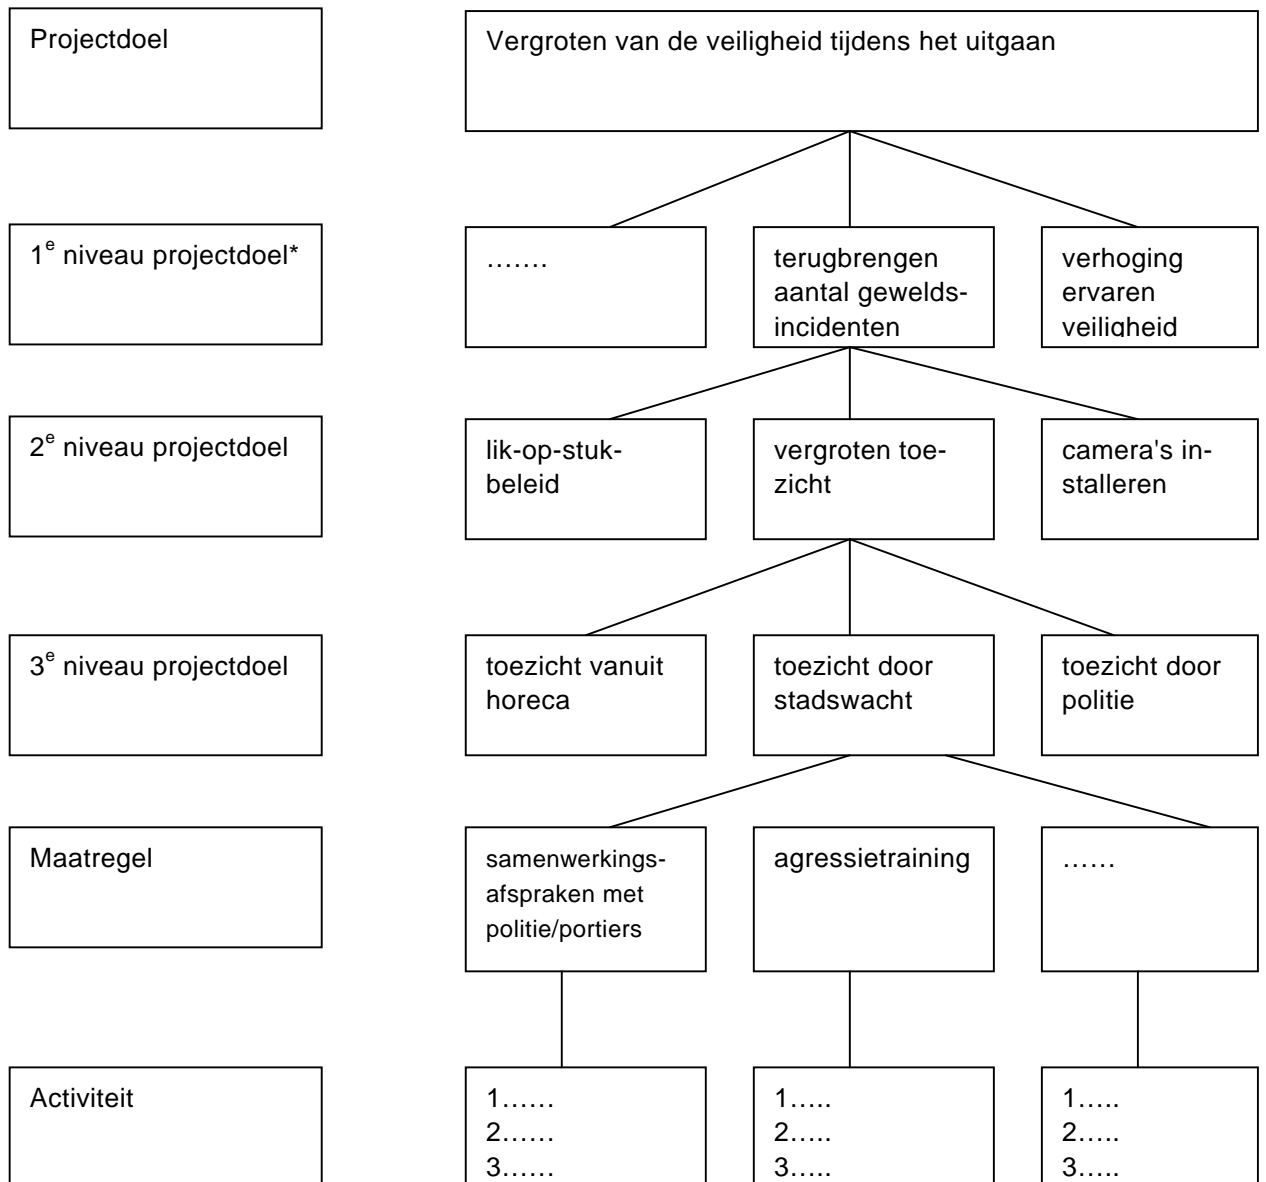 Projectdoel
Vergroten van de veiligheid tijdens het uitgaan
1e niveau projectdoel*
…….
terugbrengen
aantal gewelds-
incidenten
verhoging
ervaren
veiligheid
2e niveau projectdoel
lik-op-stuk-
beleid
vergroten toe-
zicht
camera's in-
stalleren
3e niveau projectdoel
toezicht vanuit
horeca
toezicht door
stadswacht
toezicht door
politie
Maatregel
samenwerkings-
afspraken met
politie/portiers
agressietraining
……
Activiteit
1……
2……
3……
1…..
2…..
3…..
1…..
2…..
3…..